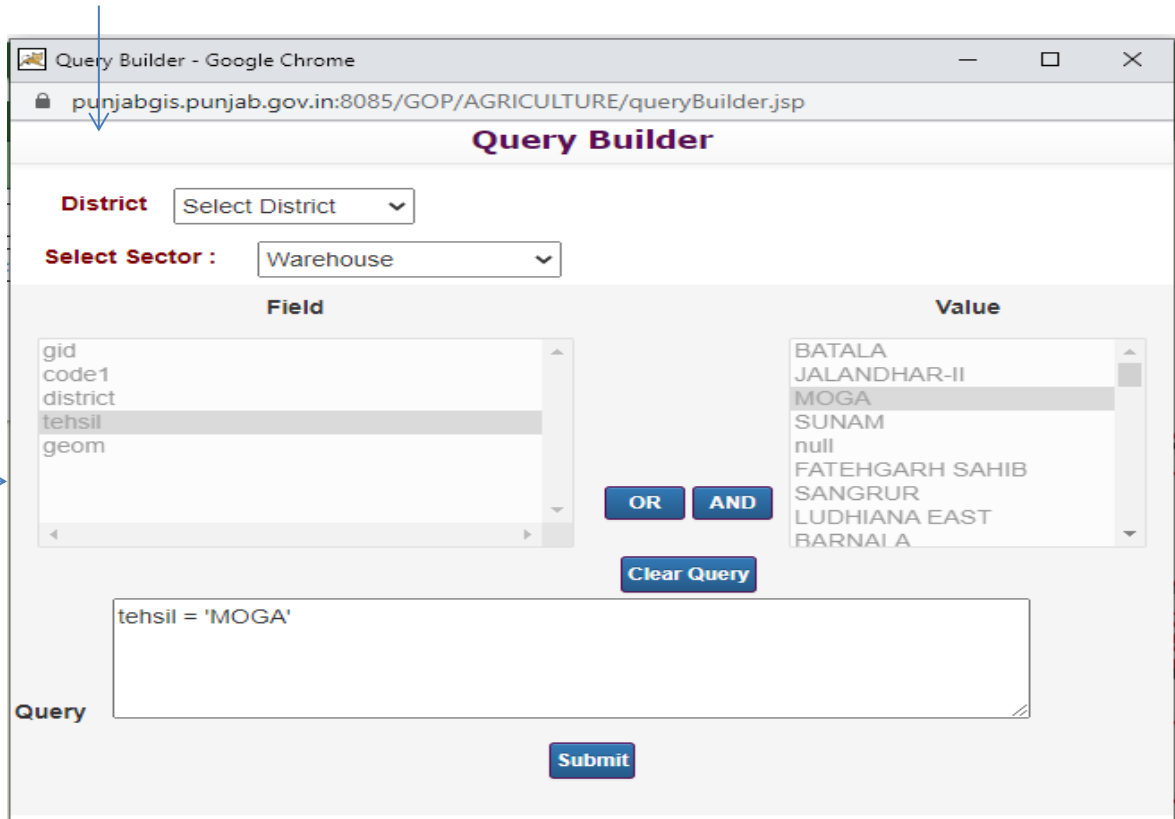 Query Builder - Google Chrome
punjabgis.punjab.gov.in:8085/GOP/AGRICULTURE/queryBuilder.jsp
Query Builder
District Select District
Select Sector : Warehouse
Field
gid
code1
district
tehsil
geom
OR AND
Value
BATALA
JALANDHAR-II
MOGA
SUNAM
null
FATEHGARH SAHIB
SANGRUR
LUDHIANA EAST
BARNALA
Clear Query
tehsil = 'MOGA'
Query
Submit